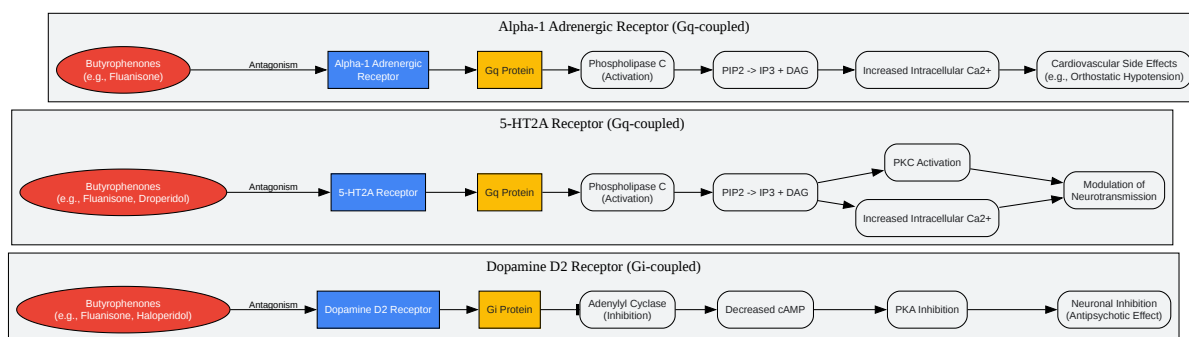 Alpha-1 Adrenergic Receptor (Gq-coupled)
Butyrophenones
(e.g., Fluanisone)
Antagonism
Alpha-1 Adrenergic
Receptor
Gq Protein
Phospholipase C
(Activation)
PIP2 -> IP3 + DAG
Increased Intracellular Ca2+
Cardiovascular Side Effects
(e.g., Orthostatic Hypotension)
5-HT2A Receptor (Gq-coupled)
Butyrophenones
(e.g., Fluanisone, Droperidol)
Antagonism
5-HT2A Receptor
Gq Protein
Phospholipase C
(Activation)
PIP2 -> IP3 + DAG
PKC Activation
Increased Intracellular Ca2+
Modulation of
Neurotransmission
Dopamine D2 Receptor (Gi-coupled)
Butyrophenones
(e.g., Fluanisone, Haloperidol)
Antagonism
Dopamine D2 Receptor
Gi Protein
Adenylyl Cyclase
(Inhibition)
Decreased cAMP
PKA Inhibition
Neuronal Inhibition
(Antipsychotic Effect)